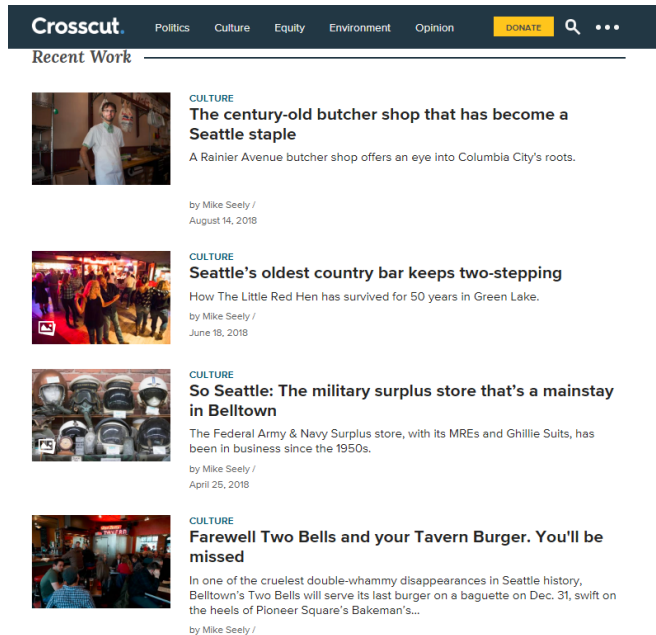 Crosscut.
Politics Culture Equity Environment Opinion DONATE
Recent Work
CULTURE
The century-old butcher shop that has become a
Seattle staple
A Rainier Avenue butcher shop offers an eye into Columbia City's roots.
by Mike Seely /
August 14, 2018
CULTURE
Seattle’s oldest country bar keeps two-stepping
How The Little Red Hen has survived for 50 years in Green Lake.
by Mike Seely /
June 18, 2018
CULTURE
So Seattle: The military surplus store that’s a mainstay
in Belltown
The Federal Army & Navy Surplus store, with its MREs and Ghillie Suits, has
been in business since the 1950s.
by Mike Seely /
April 25, 2018
CULTURE
Farewell Two Bells and your Tavern Burger. You'll be
missed
In one of the cruelest double-whammy disappearances in Seattle history,
Belltown’s Two Bells will serve its last burger on a baguette on Dec. 31, swift on
the heels of Pioneer Square’s Bakeman’s...
by Mike Seely /